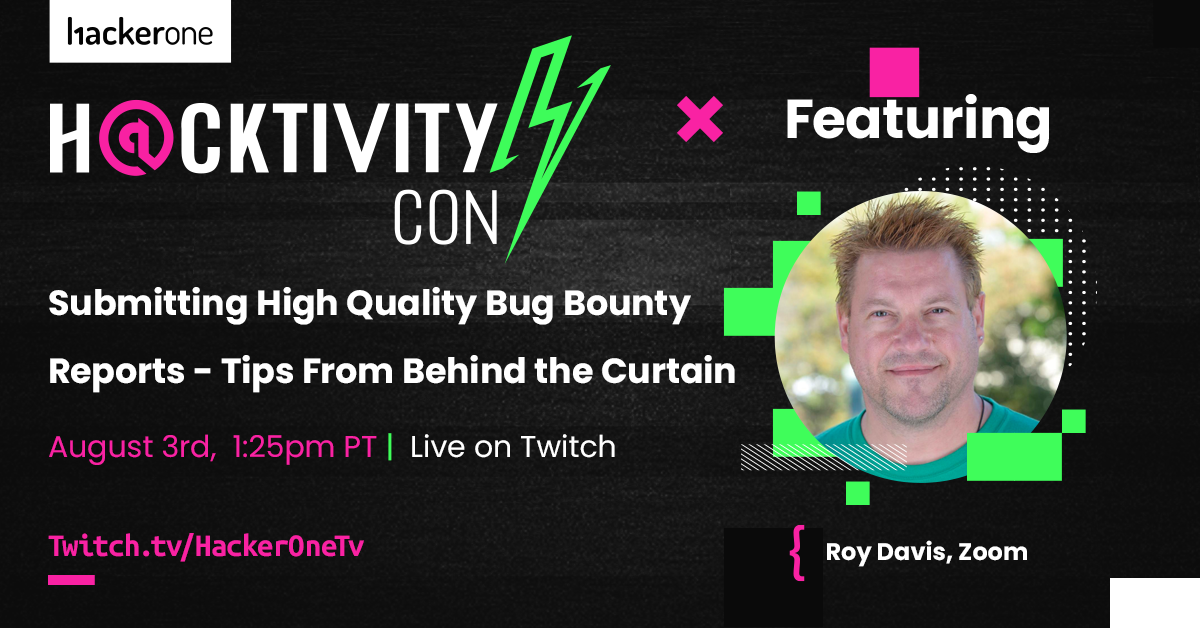 hackerone
H@CKTIVITY
CON
Featuring
Submitting High Quality Bug Bounty
Reports - Tips From Behind the Curtain
August 3rd, 1:25pm PT | Live on Twitch
Twitch.tv/HackerOneTv
{ Roy Davis, Zoom